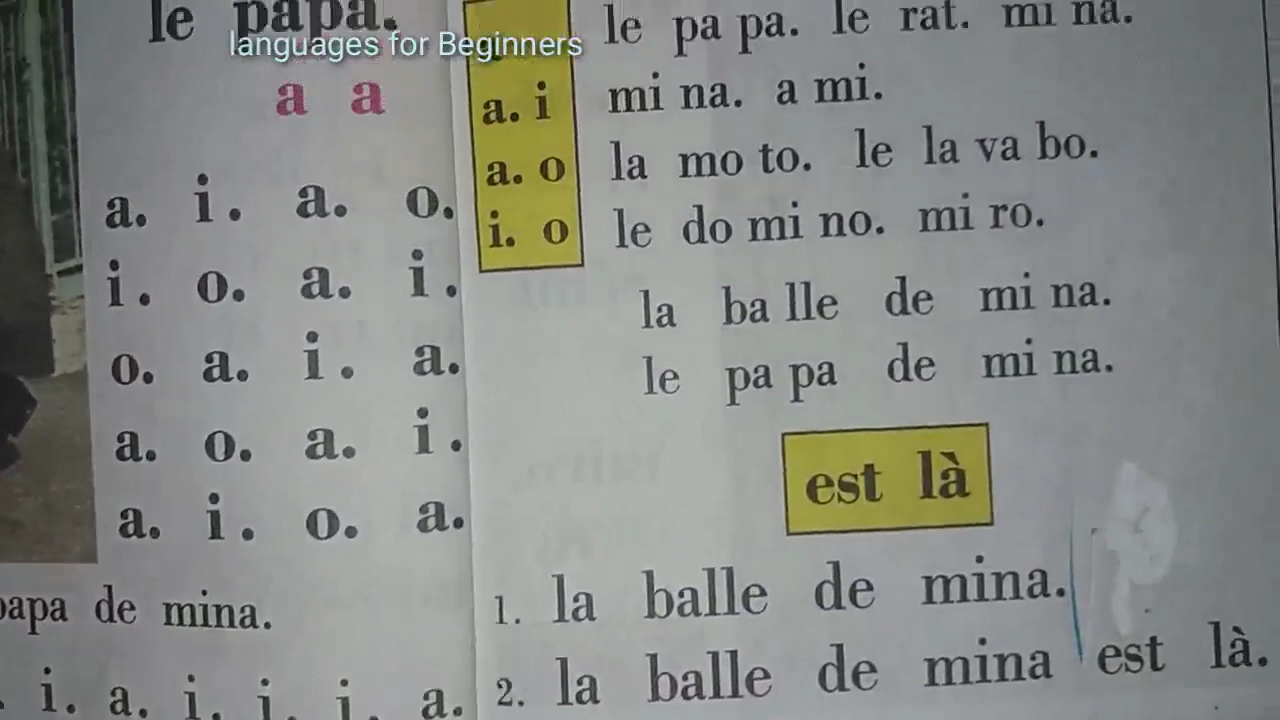 le papa.
languages for Beginners
a a
a. i. a. o.
i. o. a. i.
o. a. i. a.
a. o. a. i.
a. i. o. a.
papa de mina.
i. a. i. i. i. a.
a. i
a. o
i. o
le pa pa. le rat. mi na.
mi na. a mi.
la mo to. le la va bo.
le do mi no. mi ro.
la ba lle de mi na.
le pa pa de mi na.
est là
1. la balle de mina.
2. la balle de mina est là.